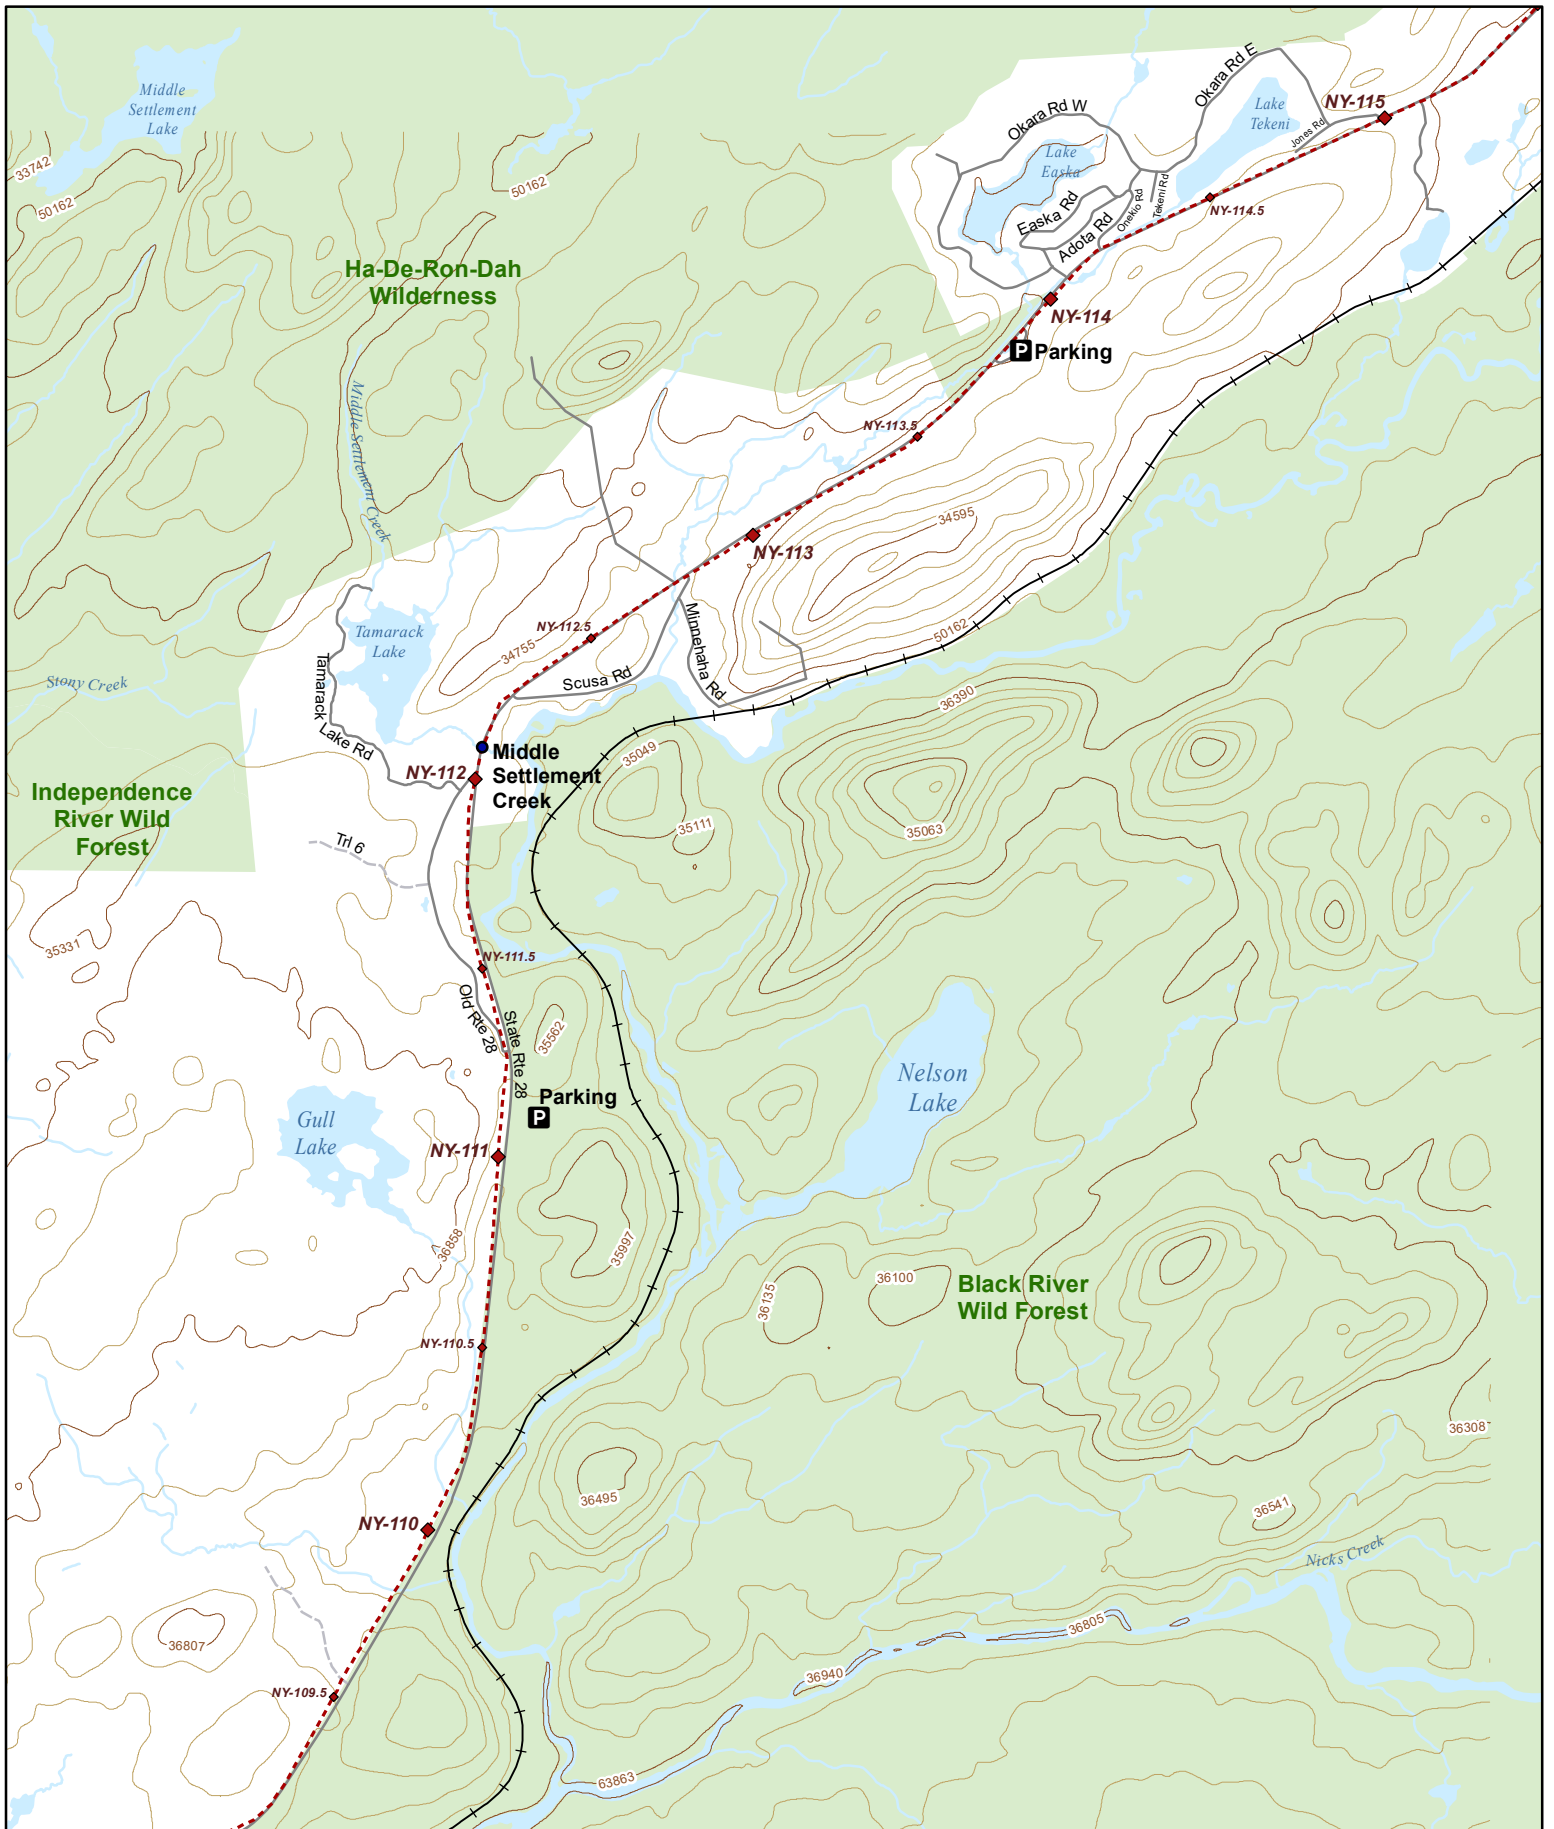 Okara Rd E
Middle
Settlement
Lake
Okara Rd W
Lake
Tekeni
NY-115
Jones Rd
33742
50162
50162
Lake
Easka
Easka Rd
Adota Rd
Onekio Rd
Tekeni Rd
NY-114.5
Ha-De-Ron-Dah
Wilderness
NY-114
P Parking
Middle Settlement Creek
NY-113.5
34595
NY-113
NY-112.5
34755
50162
Tamarack
Lake
Minnehaha Rd
Scusa Rd
Stony Creek
Tamarack Lake Rd
36390
35049
Middle
Settlement
Creek
NY-112
Independence
River Wild
Forest
35111
35063
Trl 6
35331
NY-111.5
Old Rte 28
State Rte 28
35562
Nelson
Lake
Parking
P
Gull
Lake
NY-111
36858
35997
36135
36100
Black River
Wild Forest
NY-110.5
36308
36495
36541
NY-110
Nicks Creek
36805
36807
36940
NY-109.5
63863